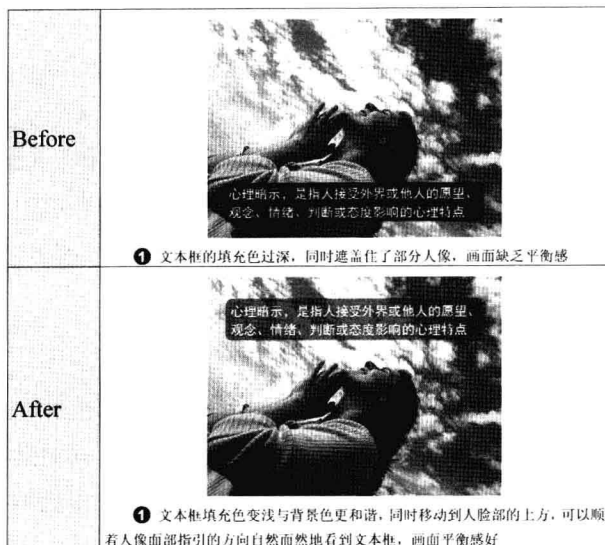 Before
心理暗示，是指人接受外界或他人的愿望、
观念、情绪、判断或态度影响的心理特点
❶ 文本框的填充色过深，同时遮盖住了部分人像，画面缺乏平衡感
After
心理暗示，是指人接受外界或他人的愿望、
观念、情绪、判断或态度影响的心理特点
❶ 文本框填充色变浅与背景色更和谐，同时移动到人脸部的上方，可以顺
着人像面部指引的方向自然而然地看到文本框，画面平衡感好